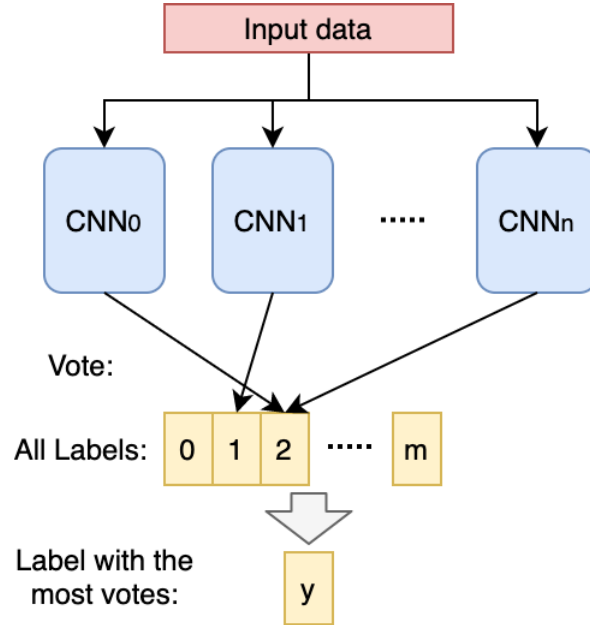 Input data
CNN0 CNN1 ..... CNNn
Vote:
All Labels: 0 1 2 ..... m
Label with the
most votes: y